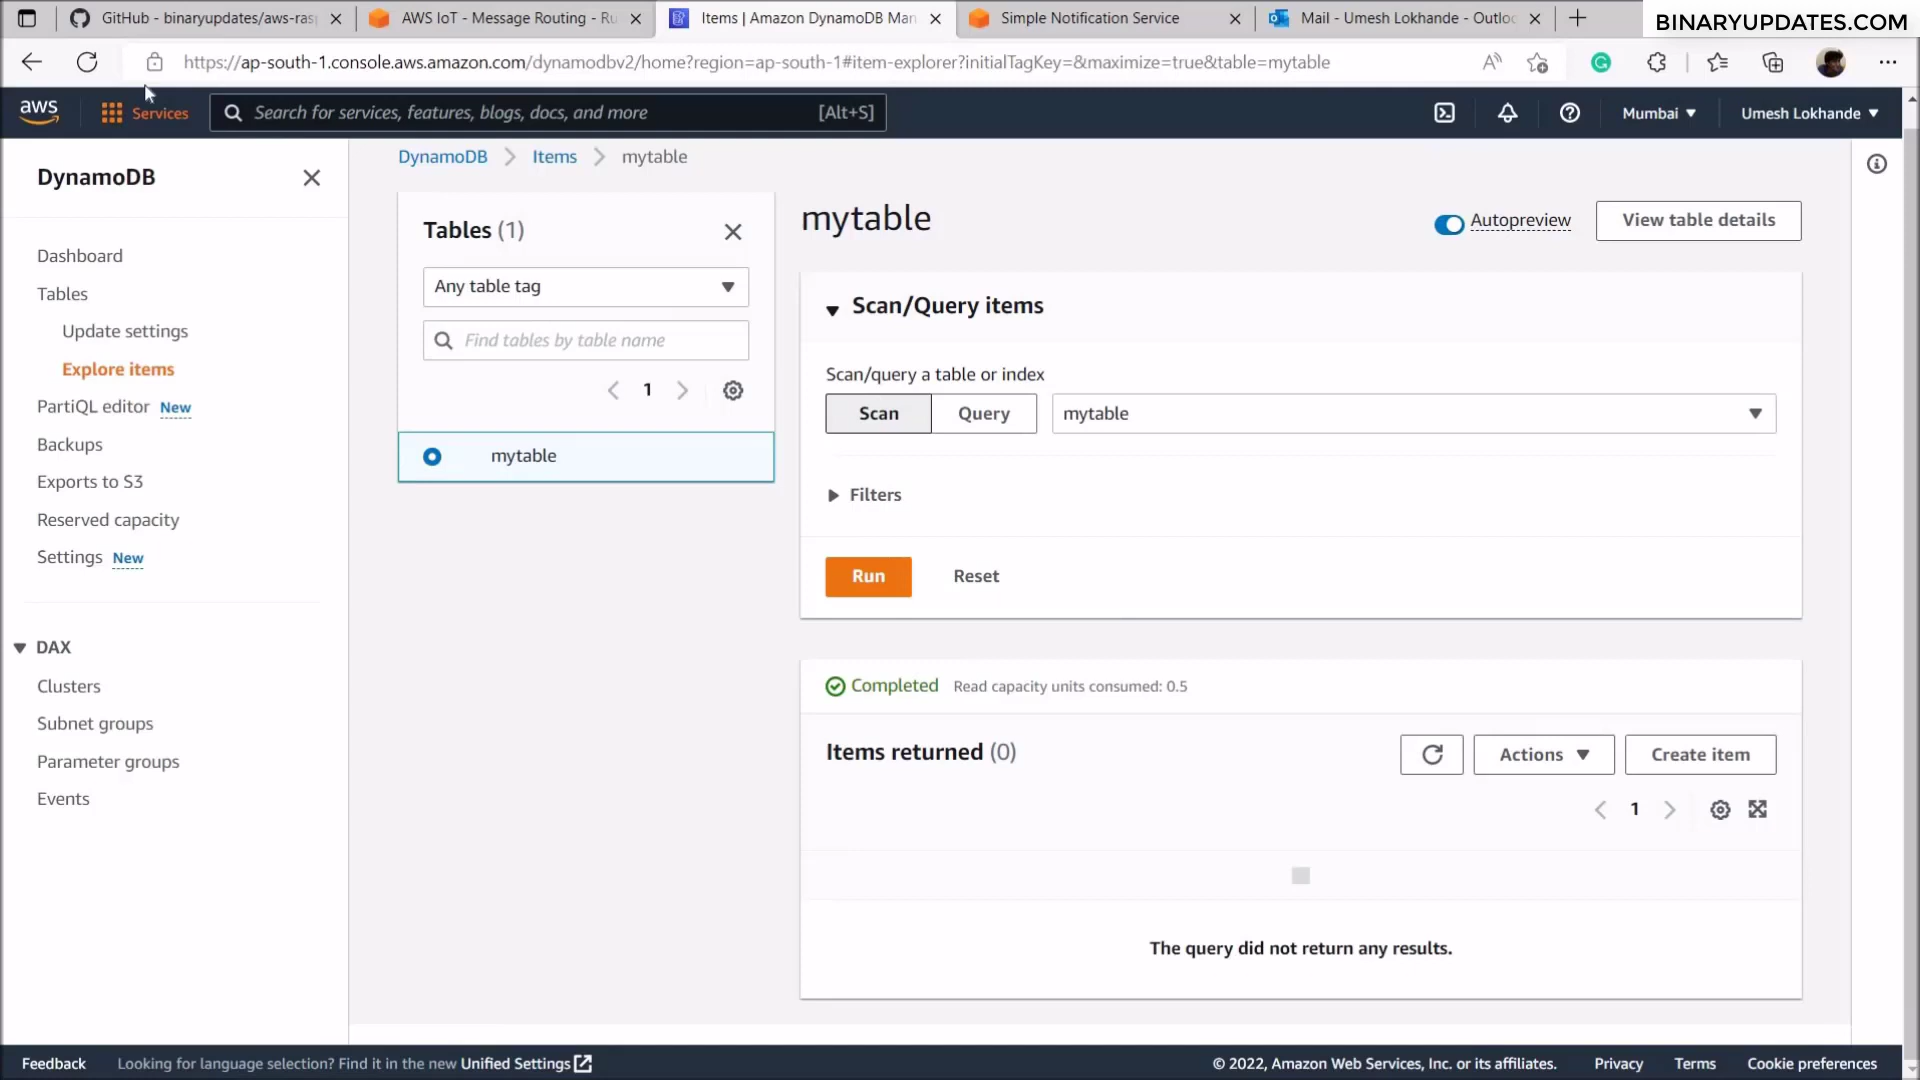 GitHub - binaryupdates/aws-rasp
AWS IoT - Message Routing - Ru
Items | Amazon DynamoDB Man
Simple Notification Service
Mail - Umesh Lokhande - Outloo
BINARYUPDATES.COM
https://ap-south-1.console.aws.amazon.com/dynamodbv2/home?region=ap-south-1#item-explorer?initialTagKey=&maximize=true&table=mytable
aws
Services
Search for services, features, blogs, docs, and more
[Alt+S]
Mumbai
Umesh Lokhande
DynamoDB
Dashboard
Tables
Update settings
Explore items
PartiQL editor New
Backups
Exports to S3
Reserved capacity
Settings New
DAX
Clusters
Subnet groups
Parameter groups
Events
DynamoDB
Items
mytable
Tables (1)
Any table tag
Find tables by table name
1
mytable
mytable
Autopreview
View table details
Scan/Query items
Scan/query a table or index
Scan
Query
mytable
Filters
Run
Reset
Completed
Read capacity units consumed: 0.5
Items returned (0)
Actions
Create item
1
The query did not return any results.
Feedback
Looking for language selection? Find it in the new Unified Settings
© 2022, Amazon Web Services, Inc. or its affiliates.
Privacy
Terms
Cookie preferences